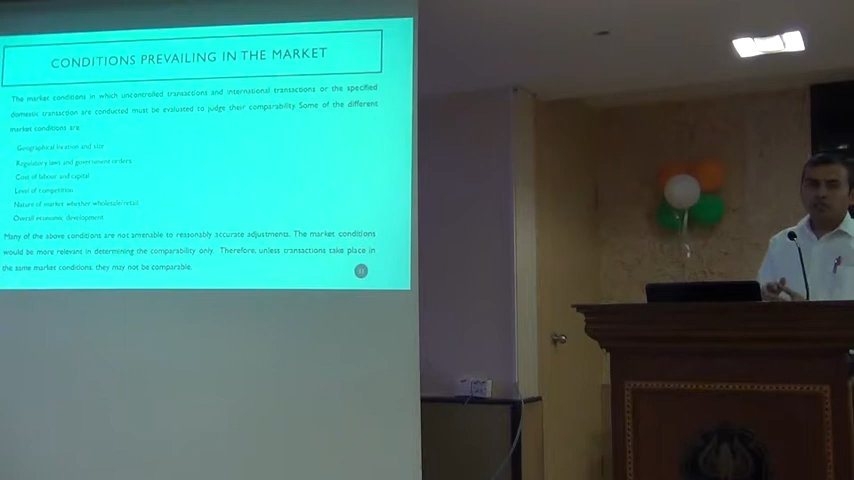 CONDITIONS PREVAILING IN THE MARKET
The market conditions in which uncontrolled transactions and international transactions or the specified
domestic transaction are conducted must be evaluated to judge their comparability. Some of the different
market conditions are
Geographical location and size
Regulatory laws and government orders
Cost of labour and capital
Level of competition
Nature of market whether wholesale/retail
Overall economic development
Many of the above conditions are not amenable to reasonably accurate adjustments. The market conditions
would be more relevant in determining the comparability only. Therefore, unless transactions take place in
the same market conditions, they may not be comparable.